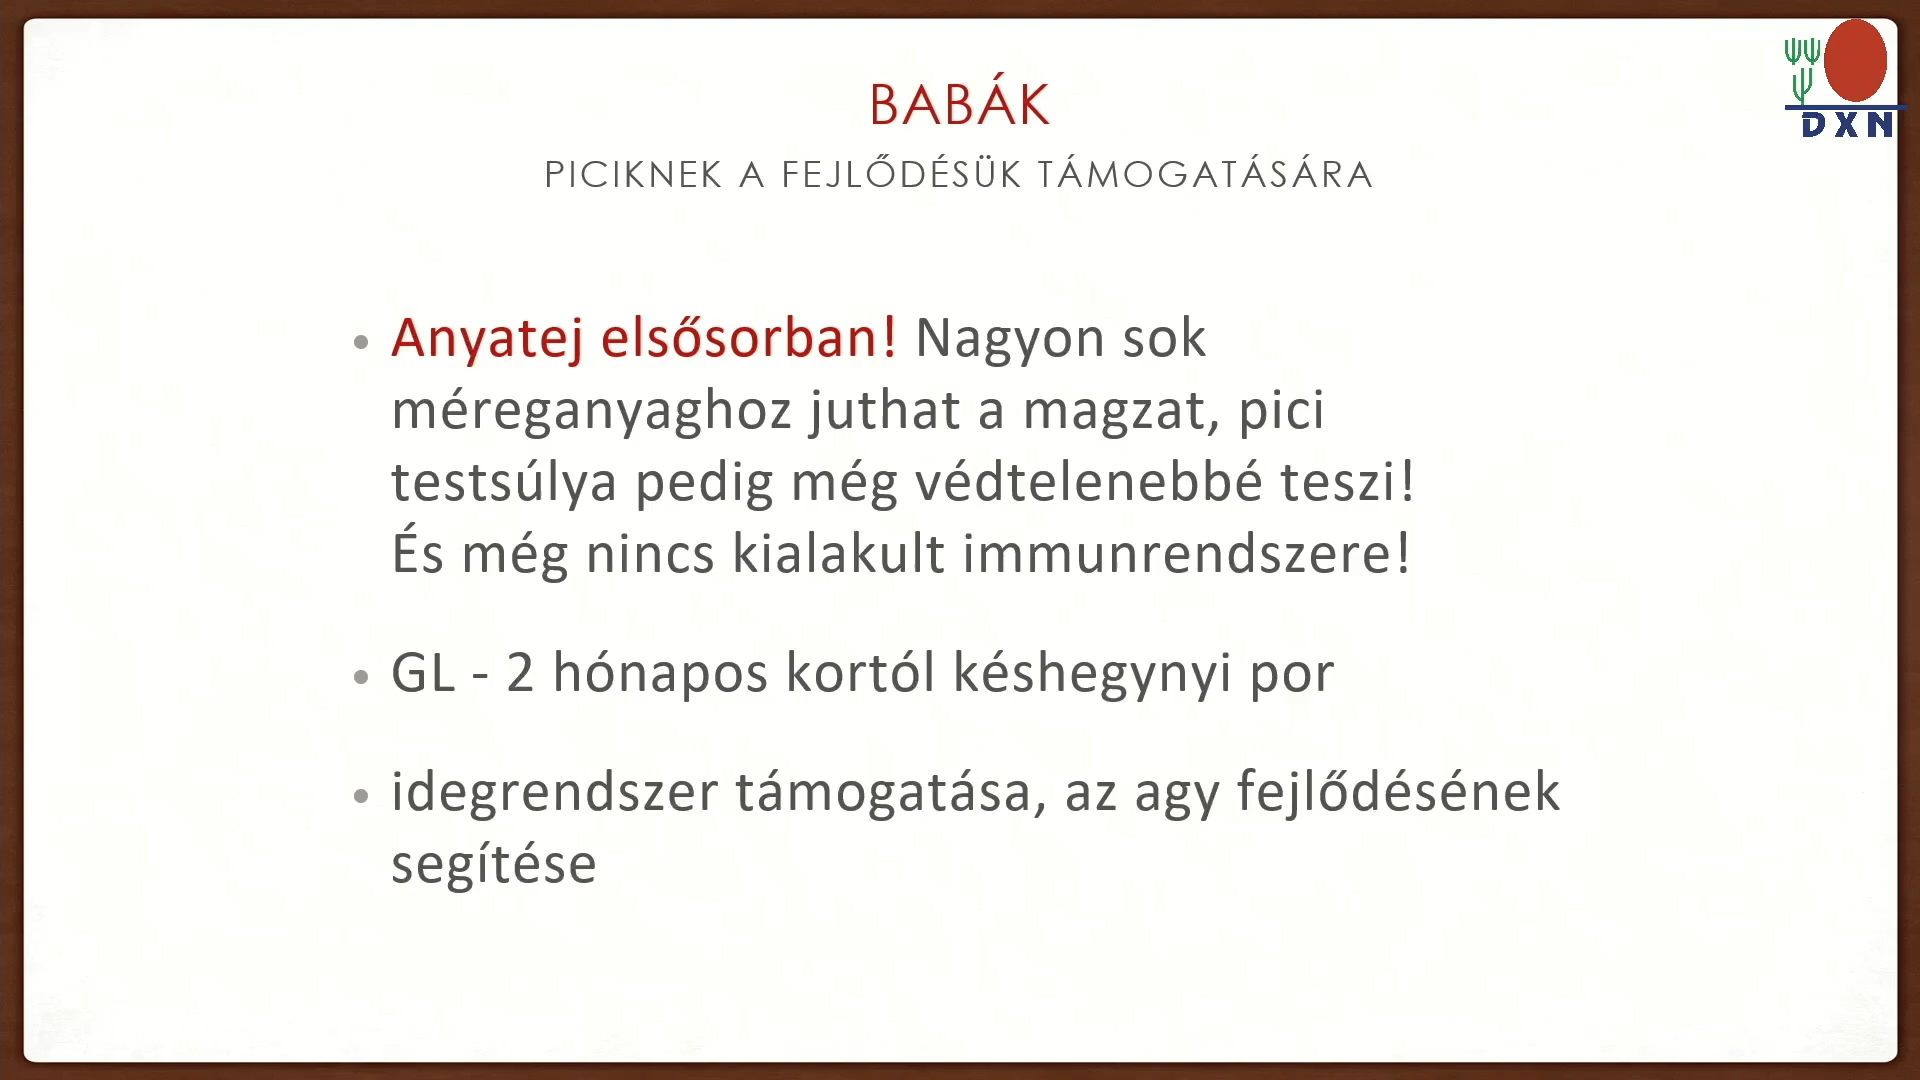 BABÁK
PICIKNEK A FEJLŐDÉSÜK TÁMOGATÁSÁRA
DXN
• Anyatej elsősorban! Nagyon sok
méreganyaghoz juthat a magzat, pici
testsúlya pedig még védtelenebbé teszi!
És még nincs kialakult immunrendszere!
• GL - 2 hónapos kortól késhegynyi por
• idegrendszer támogatása, az agy fejlődésének
segítése